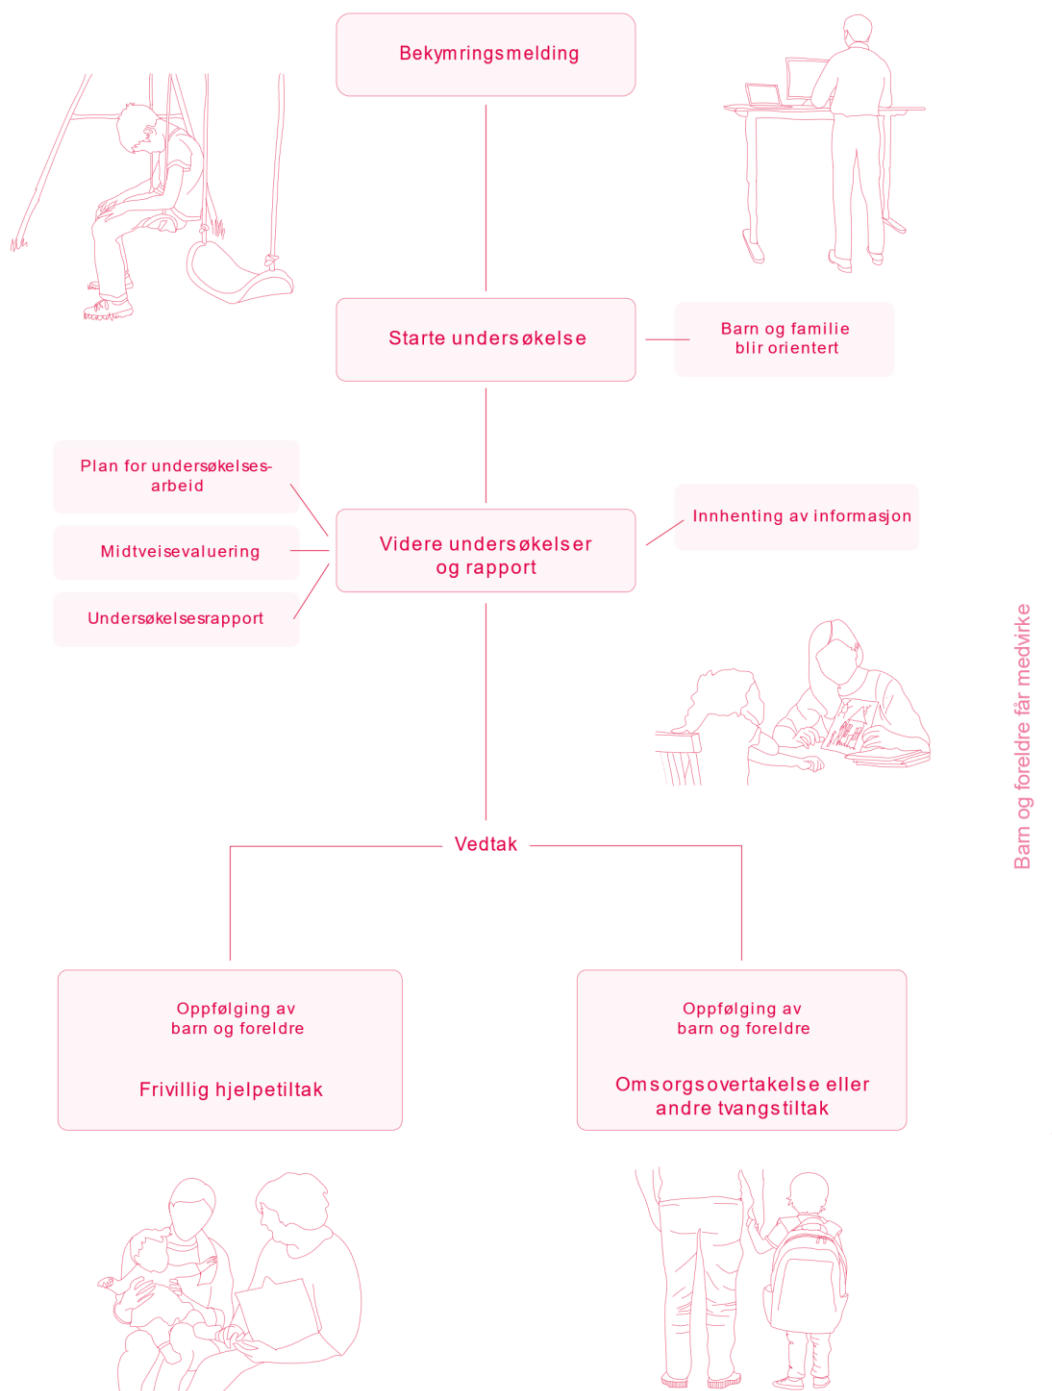 Bekymringsmelding
Starte undersøkelse
Barn og familie
blir orientert
Plan for undersøkelses-
arbeid
Midtveisevaluering
Undersøkelsesrapport
Videre undersøkelser
og rapport
Innhenting av informasjon
Barn og foreldre får medvirke
Vedtak
Oppfølging av
barn og foreldre
Frivillig hjelpetiltak
Oppfølging av
barn og foreldre
Omsorgsovertakelse eller
andre tvangstiltak